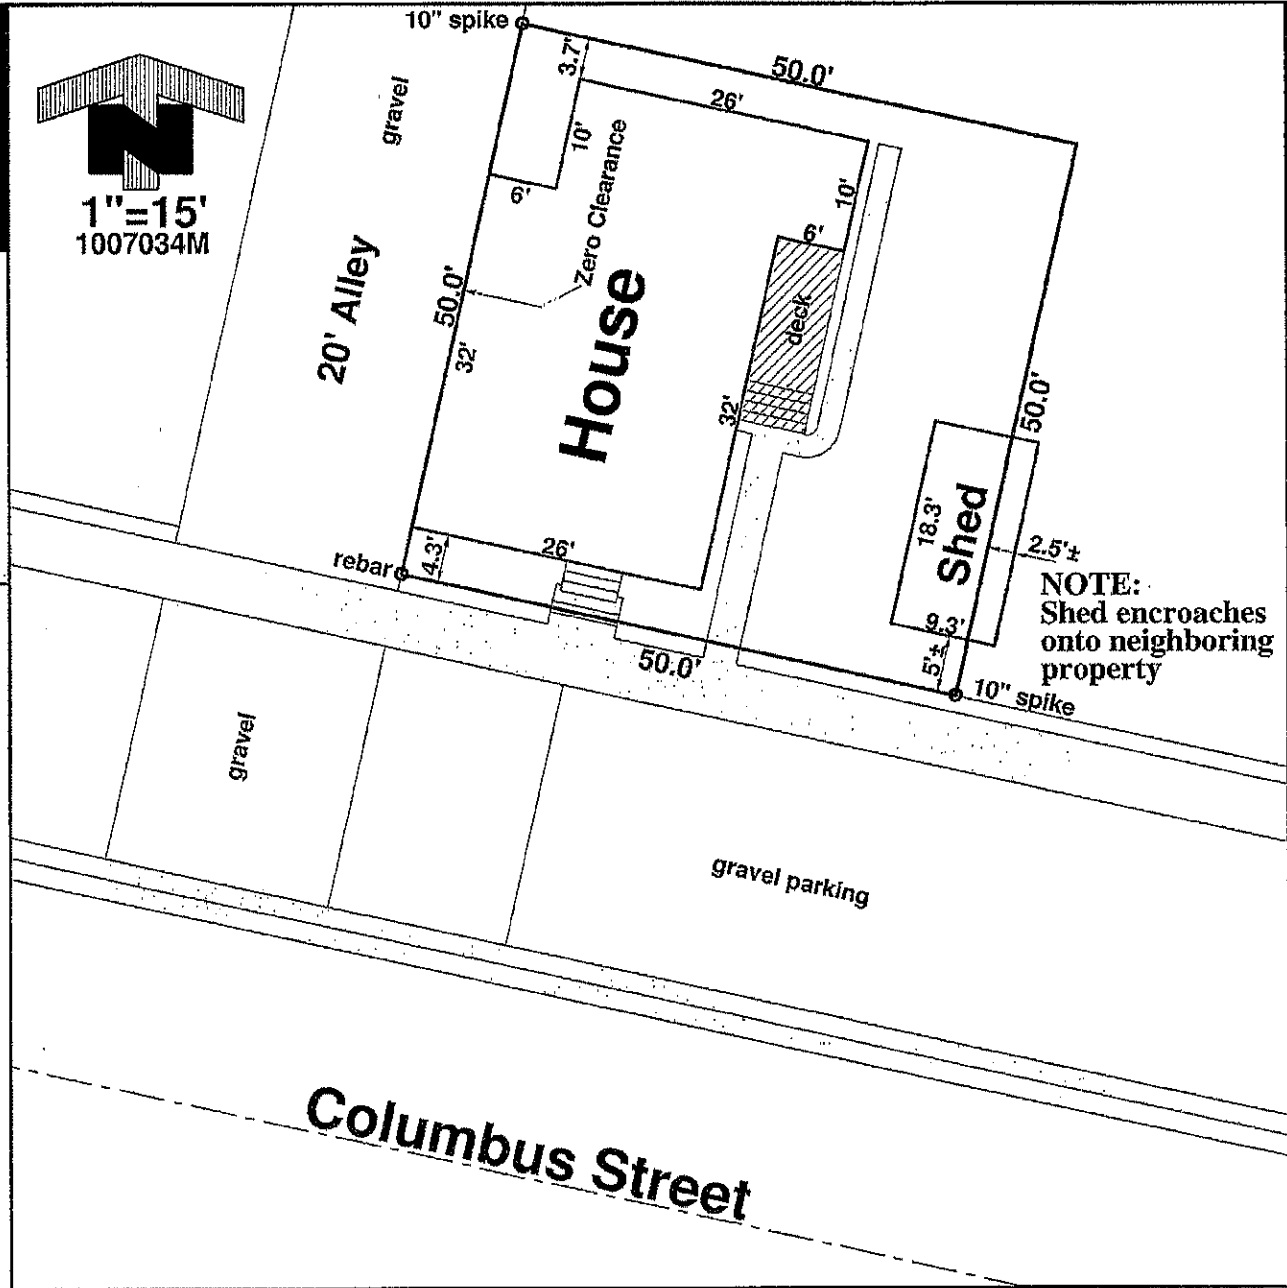 10" spike
3.7'
50.0'
26'
gravel
10'
Zero Clearance
N
1"=15'
1007034M
6'
10'
6'
20' Alley
50.0'
House
deck
32'
32'
50.0'
18.3'
Shed
2.5'±
26'
4.3'
rebar
NOTE:
Shed encroaches
onto neighboring
property
9.3'
5'±
50.0'
10" spike
gravel
gravel parking
Columbus Street